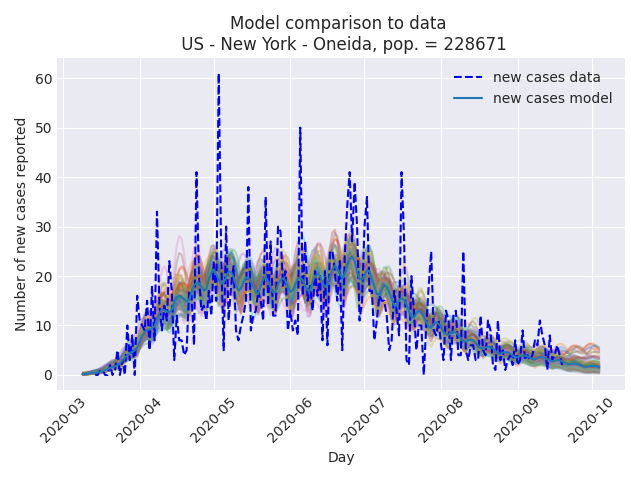 Model comparison to data
US - New York - Oneida, pop. = 228671
new cases data
new cases model
Number of new cases reported
60
50
40
30
20
10
0
2020-03
2020-04
2020-05
2020-06
2020-07
2020-08
2020-09
2020-10
Day